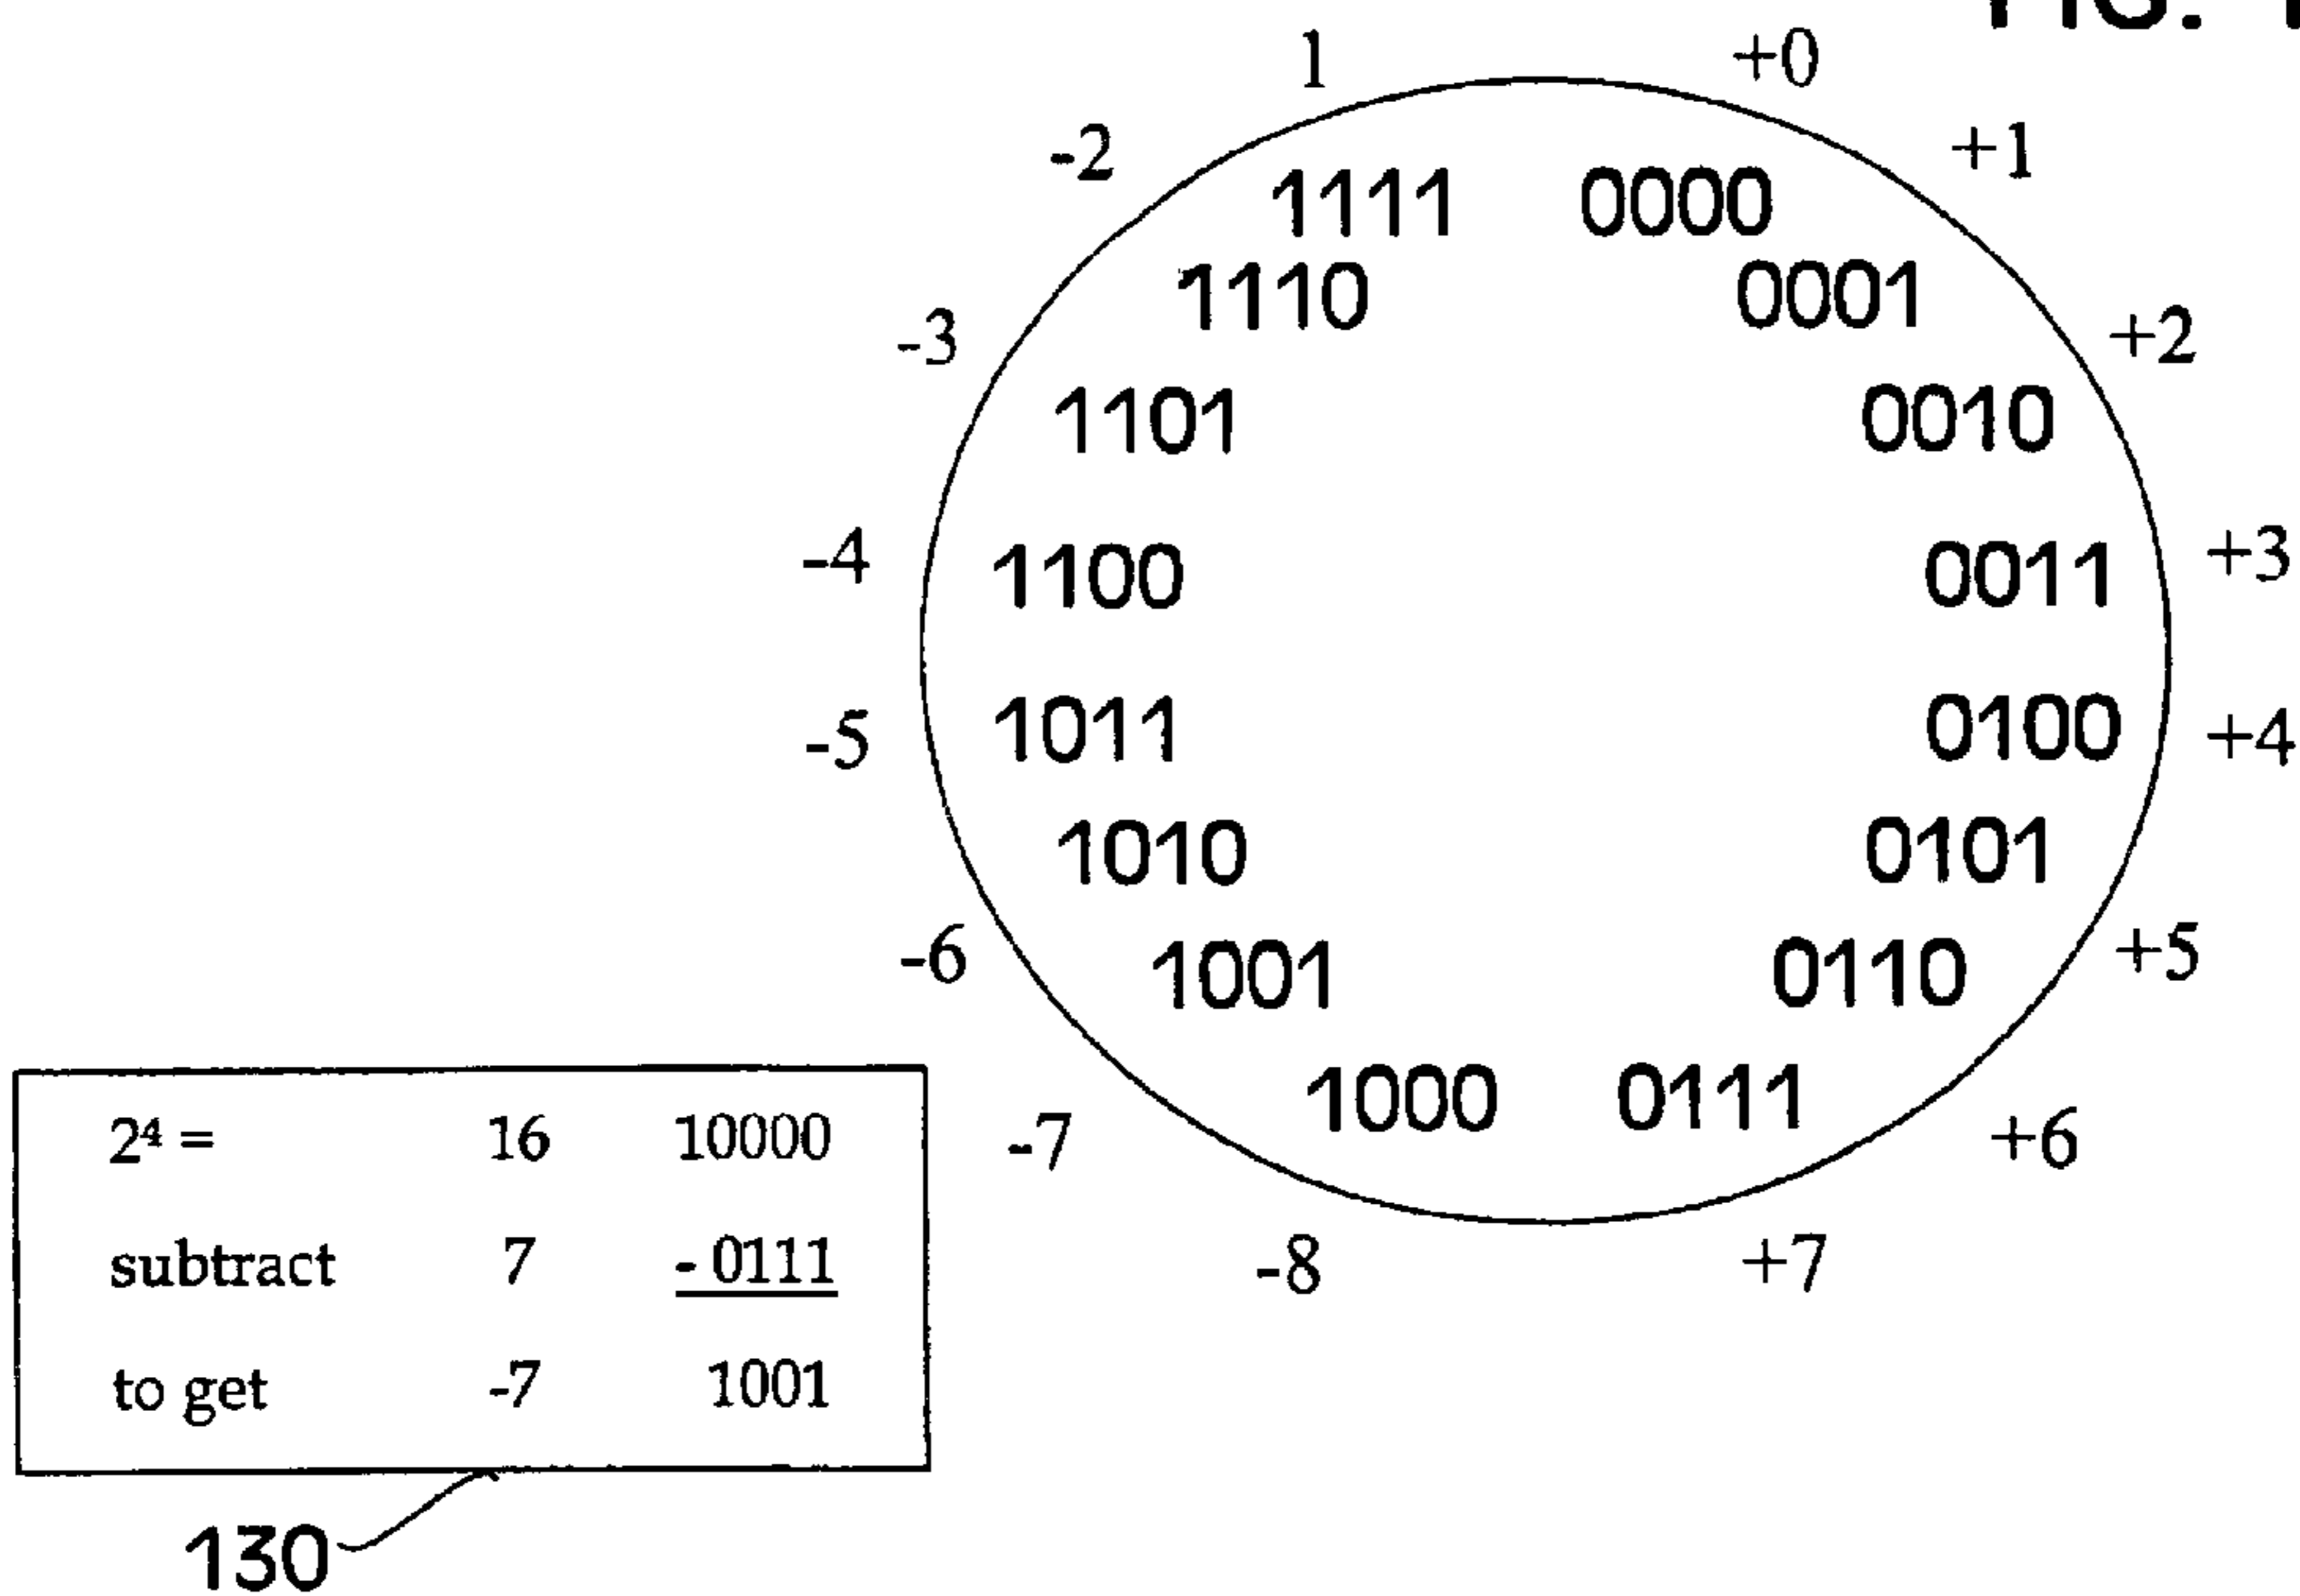 FIG. 1
1 +0
-2 +1
1111 0000
1110 0001
-3 +2
1101 0010
-4 1100 0011 +3
-5 1011 0100 +4
1010 0101
-6 1001 0110 +5
1000 0111
-7 +6
-8 +7
2⁴ = 16 10000
subtract 7 - 0111
to get -7 1001
130